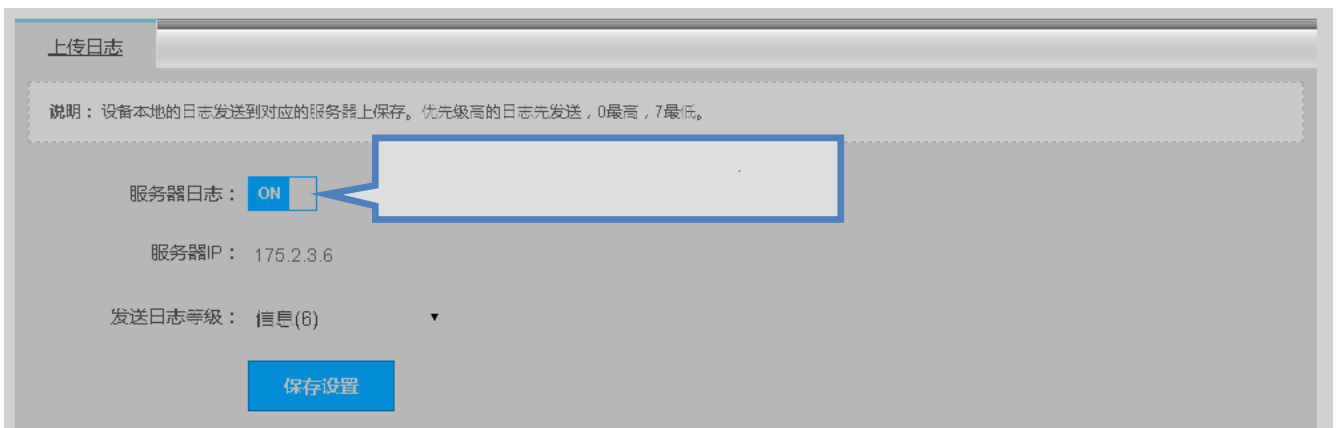 上传日志
说明：设备本地的日志发送到对应的服务器上保存。优先级高的日志先发送，0最高，7最低。
服务器日志： ON
服务器IP： 175.2.3.6
发送日志等级： 信息(6)
保存设置